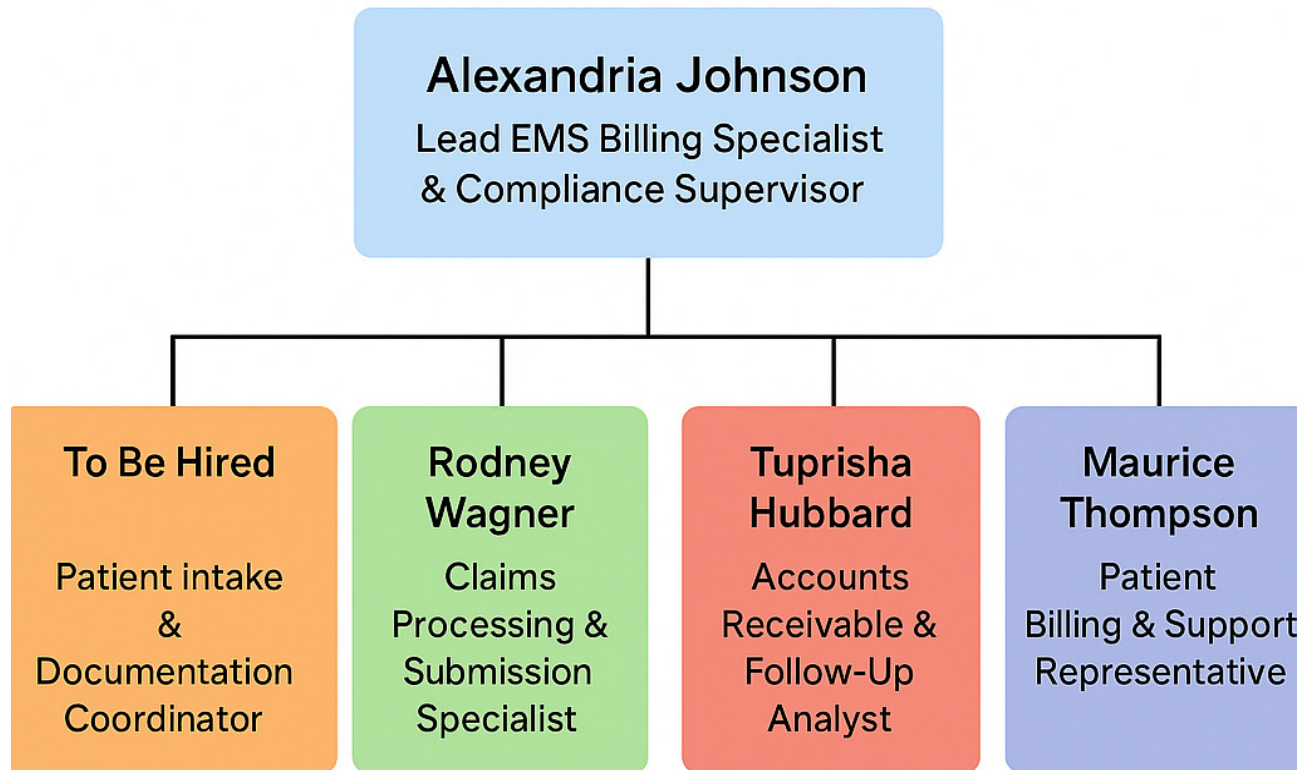 Alexandria Johnson
Lead EMS Billing Specialist
& Compliance Supervisor
To Be Hired
Patient intake
&
Documentation
Coordinator
Rodney
Wagner
Claims
Processing &
Submission
Specialist
Tuprisha
Hubbard
Accounts
Receivable &
Follow-Up
Analyst
Maurice
Thompson
Patient
Billing & Support
Representative